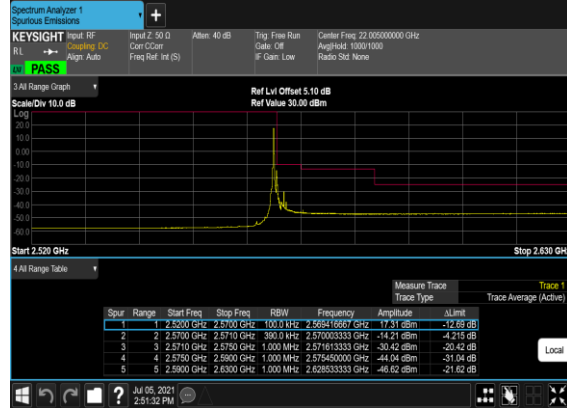 Spectrum Analyzer 1
Spurious Emissions
+
KEYSIGHT Input: RF Input Z: 50 Ω Atten: 40 dB Trig: Free Run Center Freq: 22.005000000 GHz
RL Coupling: DC Corr CCorr Gate: Off Avg|Hold: 1000/1000
Align: Auto Freq Ref: Int (S) IF Gain: Low Radio Std: None
PASS
3 All Range Graph
Ref Lvl Offset 5.10 dB
Scale/Div 10.0 dB Ref Value 30.00 dBm
Log
20.0
10.0
0.00
-10.0
-20.0
-30.0
-40.0
-50.0
-60.0
Start 2.520 GHz Stop 2.630 GHz
4 All Range Table
Measure Trace Trace 1
Trace Type Trace Average (Active)
Spur Range Start Freq Stop Freq RBW Frequency Amplitude ΔLimit
1 1 2.5200 GHz 2.5700 GHz 100.0 kHz 2.569416667 GHz 17.31 dBm -12.69 dB
2 2 2.5700 GHz 2.5710 GHz 390.0 kHz 2.570003333 GHz -14.21 dBm -4.215 dB
3 3 2.5710 GHz 2.5750 GHz 1.000 MHz 2.571613333 GHz -30.42 dBm -20.42 dB
4 4 2.5750 GHz 2.5900 GHz 1.000 MHz 2.575450000 GHz -44.04 dBm -31.04 dB
5 5 2.5900 GHz 2.6300 GHz 1.000 MHz 2.628533333 GHz -46.62 dBm -21.62 dB
Local
?
Jul 05, 2021
2:51:32 PM